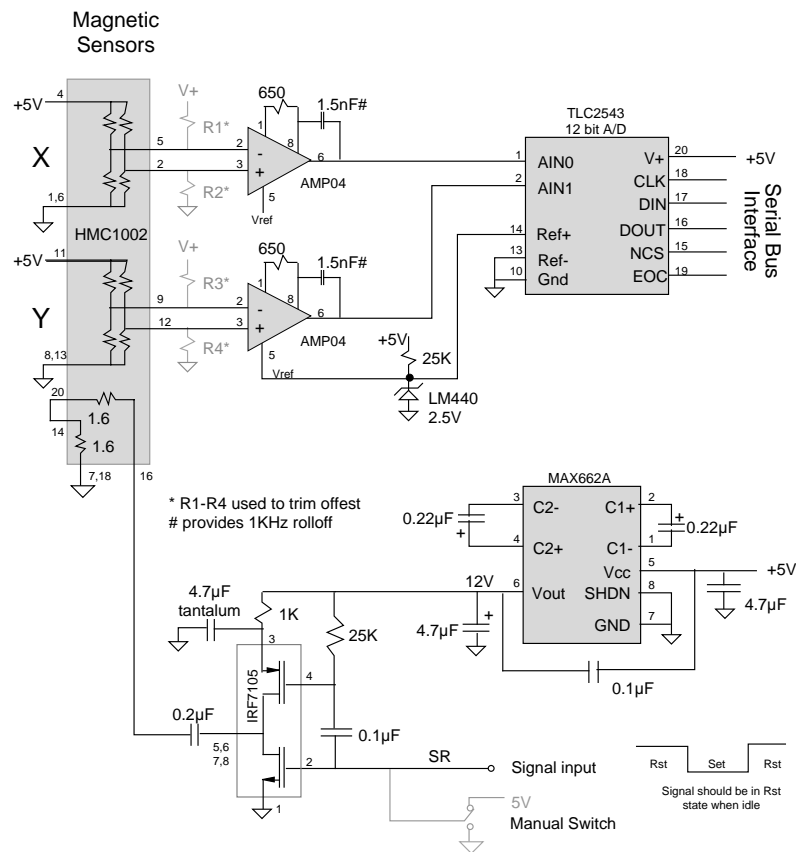 Magnetic
Sensors
4
+5V
X
5
2
1,6
HMC1002
11
+5V
Y
9
12
8,13
20
1.6
14
1.6
7,18
16
V+
R1*
R2*
V+
R3*
R4*
650
1.5nF#
1
8
2
-
3
+
6
5
AMP04
Vref
650
1.5nF#
1
8
2
-
3
+
6
5
AMP04
Vref
+5V
25K
LM440
2.5V
TLC2543
12 bit A/D
1
AIN0
2
AIN1
14
Ref+
13
Ref-
10
Gnd
V+
20
+5V
CLK
18
DIN
17
DOUT
16
NCS
15
EOC
19
Serial Bus
Interface
* R1-R4 used to trim offest
# provides 1KHz rolloff
MAX662A
3
C2-
C1+
2
0.22µF
+
4
C2+
C1-
1
+
0.22µF
Vcc
5
+5V
12V
6
Vout
SHDN
8
GND
7
4.7µF
4.7µF
+
0.1µF
4.7µF
tantalum
1K
25K
3
IRF7105
4
0.2µF
5,6
7,8
0.1µF
2
1
SR
Signal input
5V
Manual Switch
Rst
Set
Rst
Signal should be in Rst
state when idle